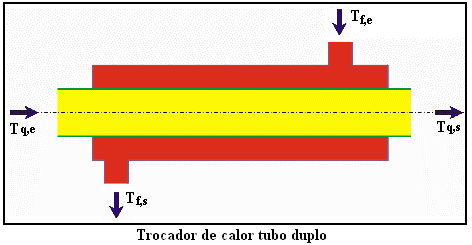 Tf,e
Tq,e
Tq,s
Tf,s
Trocador de calor tubo duplo